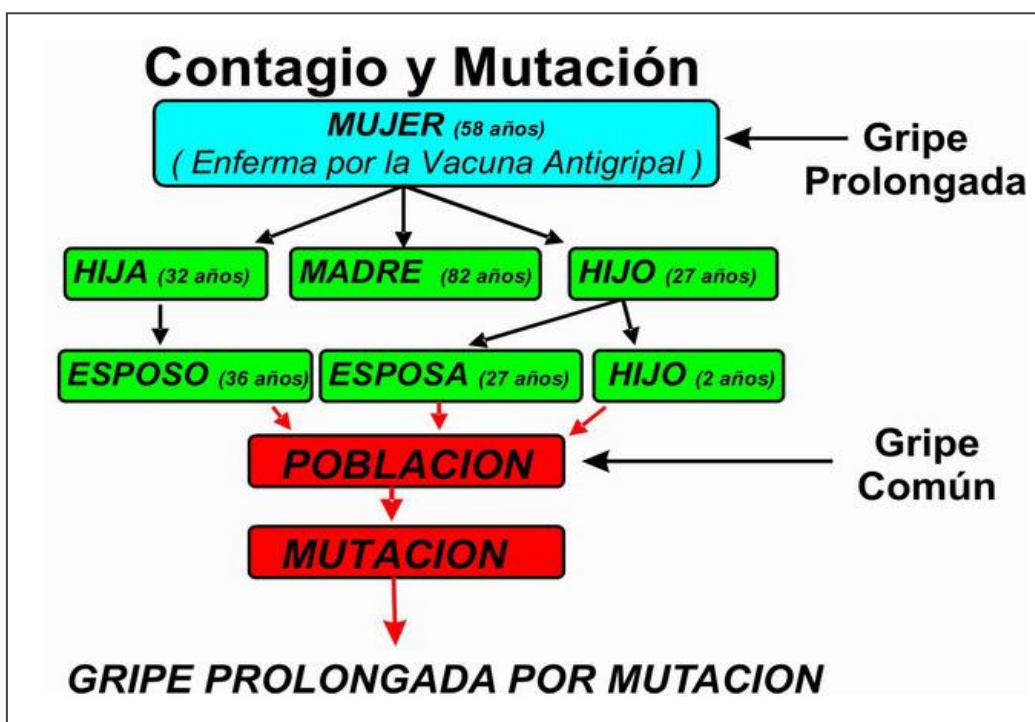 Contagio y Mutación
MUJER (58 años)
( Enferma por la Vacuna Antigripal )
Gripe
Prolongada
HIJA (32 años)
MADRE (82 años)
HIJO (27 años)
ESPOSO (36 años)
ESPOSA (27 años)
HIJO (2 años)
POBLACION
Gripe
Común
MUTACION
GRIPE PROLONGADA POR MUTACION